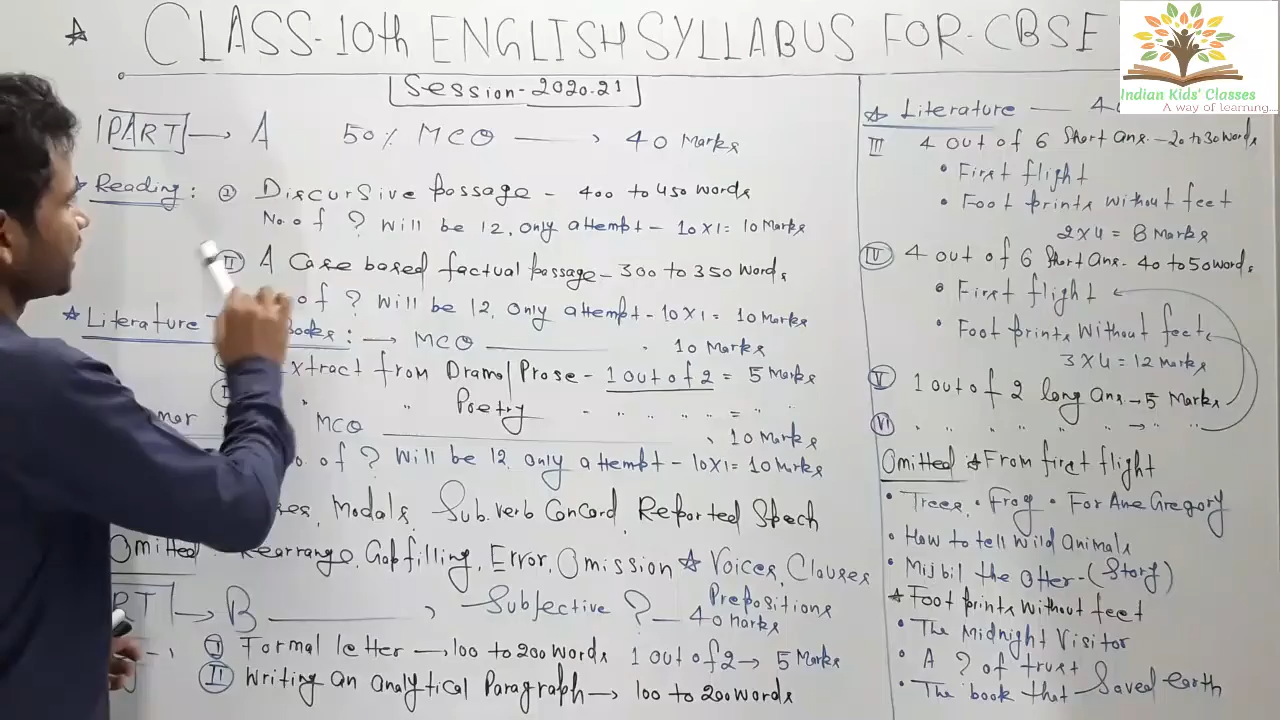 ☆ CLASS-10th ENGLISH SYLLABUS FOR-CBSE
Session-2020-21
PART → A 50% MCQ → 40 Marks
Reading: I Discursive passage - 400 to 450 words
No. of ? Will be 12, only attempt - 10x1= 10 Marks
II A Case based factual passage - 300 to 350 words
of ? Will be 12, only attempt - 10x1= 10 Marks
☆ Literature Books: → MCQ 10 Marks
xtract from Drama/Prose - 1 out of 2 = 5 Marks
" " Poetry - " " " " = " "
mar MCQ , 10 Marks
o. of ? Will be 12, only attempt - 10x1= 10 Marks
es, Modals, Sub. verb Concord, Reported Speech
Omitted : Rearrange, Gap filling, Error, Omission ☆ Voices, Clauses
Prepositions
RT → B , Subjective ? — 40 Marks
I Formal letter → 100 to 200 words 1 out of 2 → 5 Marks
II Writing an analytical Paragraph → 100 to 200 words
☆ Literature — 4
III 4 out of 6 Short ans. - 20 to 30 words
• First flight
• Foot prints without feet
2x4 = 8 Marks
IV 4 out of 6 Short ans- 40 to 50 words
• First flight
• Foot prints without feet
3x4 = 12 Marks
V 1 out of 2 long ans → 5 Marks
VI " " " " " → " "
Omitted ☆ From first flight
• Trees • Frog • For Ane Gregory
• How to tell wild animals
• Mijbil the otter - (Story)
☆ Foot prints without feet
• The Midnight Visitor
• A ? of trust
• The book that Saved earth
Indian Kids' Classes
A way of learning...